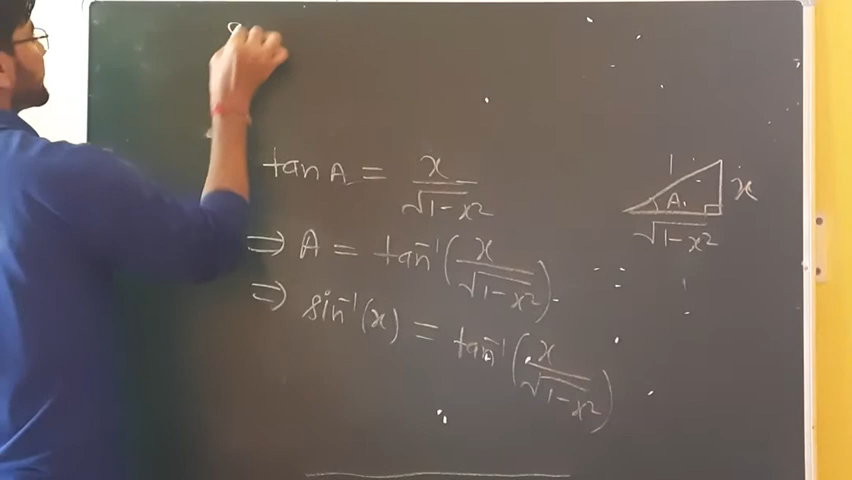 tan A = x/√(1-x²)
⇒ A = tan⁻¹(x/√(1-x²))
⇒ sin⁻¹(x) = tan⁻¹(x/√(1-x²))
1
A
x
√(1-x²)